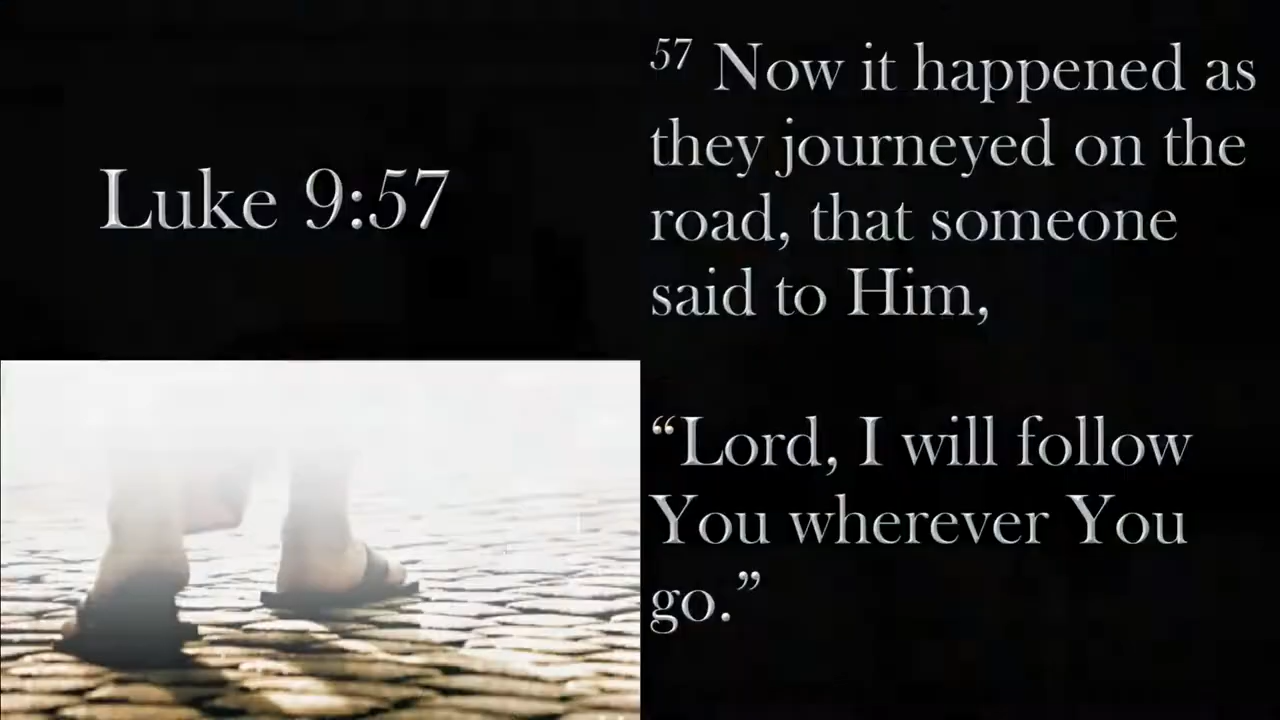 Luke 9:57
57 Now it happened as
they journeyed on the
road, that someone
said to Him,
“Lord, I will follow
You wherever You
go.”